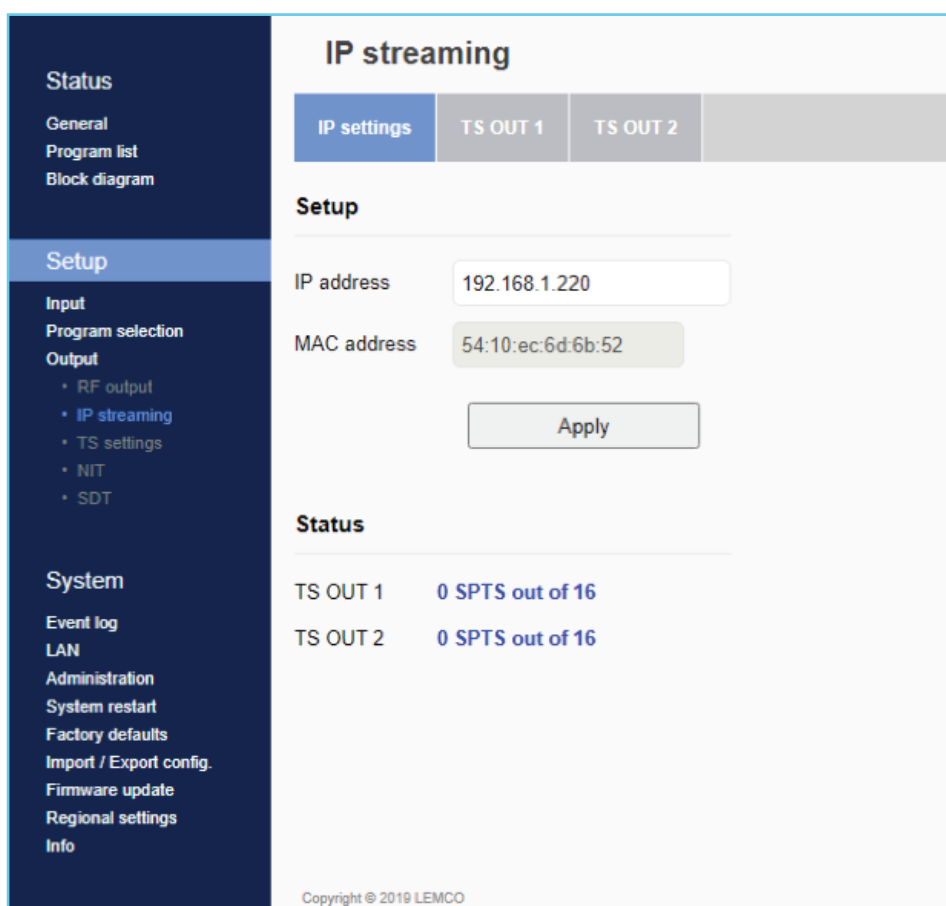 Status
General
Program list
Block diagram
Setup
Input
Program selection
Output
• RF output
• IP streaming
• TS settings
• NIT
• SDT
System
Event log
LAN
Administration
System restart
Factory defaults
Import / Export config.
Firmware update
Regional settings
Info
IP streaming
IP settings TS OUT 1 TS OUT 2
Setup
IP address 192.168.1.220
MAC address 54:10:ec:6d:6b:52
Apply
Status
TS OUT 1 0 SPTS out of 16
TS OUT 2 0 SPTS out of 16
Copyright © 2019 LEMCO